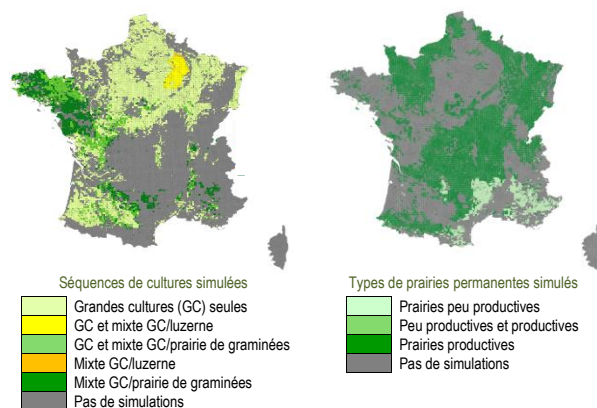 Séquences de cultures simulées
Grandes cultures (GC) seules
GC et mixte GC/luzerne
GC et mixte GC/prairie de graminées
Mixte GC/luzerne
Mixte GC/prairie de graminées
Pas de simulations
Types de prairies permanentes simulés
Prairies peu productives
Peu productives et productives
Prairies productives
Pas de simulations